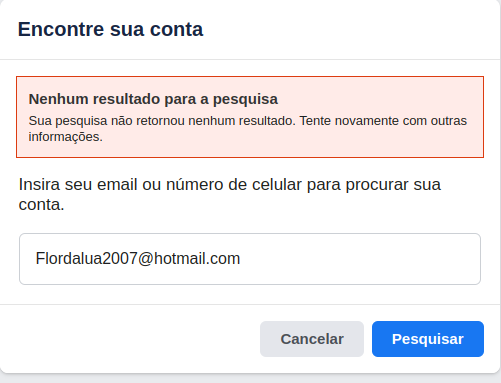 Encontre sua conta
Nenhum resultado para a pesquisa
Sua pesquisa não retornou nenhum resultado. Tente novamente com outras
informações.
Insira seu email ou número de celular para procurar sua
conta.
Flordalua2007@hotmail.com
Cancelar
Pesquisar